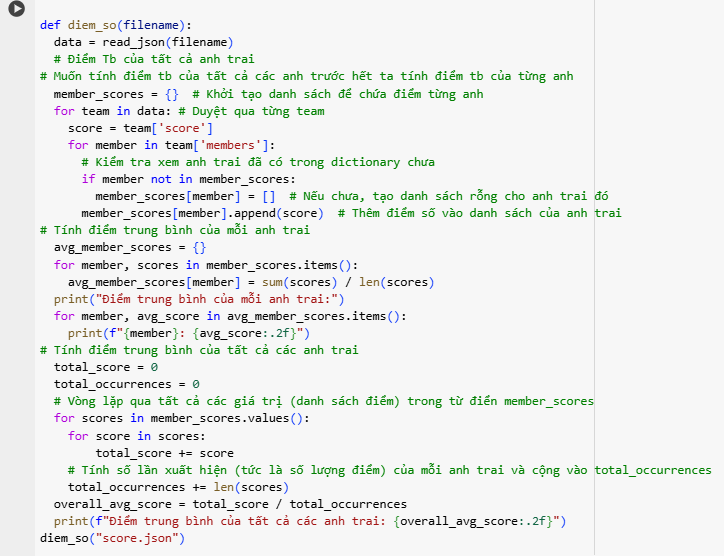 def diem_so(filename):
  data = read_json(filename)
  # Điểm Tb của tất cả anh trai
# Muốn tính điểm tb của tất cả các anh trước hết ta tính điểm tb của từng anh
  member_scores = {}  # Khởi tạo danh sách để chứa điểm từng anh
  for team in data: # Duyệt qua từng team
    score = team['score']
    for member in team['members']:
      # Kiểm tra xem anh trai đã có trong dictionary chưa
      if member not in member_scores:
        member_scores[member] = []  # Nếu chưa, tạo danh sách rỗng cho anh trai đó
      member_scores[member].append(score)  # Thêm điểm số vào danh sách của anh trai
# Tính điểm trung bình của mỗi anh trai
  avg_member_scores = {}
  for member, scores in member_scores.items():
    avg_member_scores[member] = sum(scores) / len(scores)
  print("Điểm trung bình của mỗi anh trai:")
  for member, avg_score in avg_member_scores.items():
    print(f"{member}: {avg_score:.2f}")
# Tính điểm trung bình của tất cả các anh trai
  total_score = 0
  total_occurrences = 0
  # Vòng lặp qua tất cả các giá trị (danh sách điểm) trong từ điển member_scores
  for scores in member_scores.values():
    for score in scores:
        total_score += score
    # Tính số lần xuất hiện (tức là số lượng điểm) của mỗi anh trai và cộng vào total_occurrences
    total_occurrences += len(scores)
  overall_avg_score = total_score / total_occurrences
  print(f"Điểm trung bình của tất cả các anh trai: {overall_avg_score:.2f}")
diem_so("score.json")